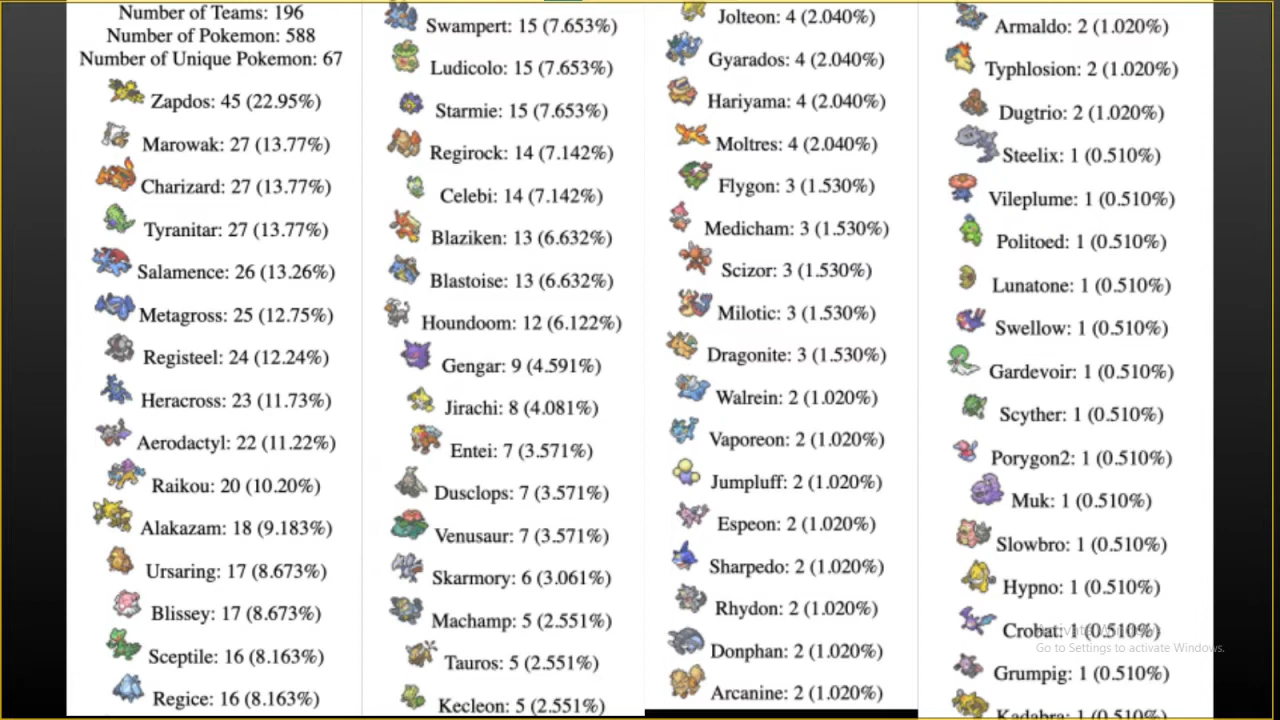 Number of Teams: 196
Number of Pokemon: 588
Number of Unique Pokemon: 67
Zapdos: 45 (22.95%)
Marowak: 27 (13.77%)
Charizard: 27 (13.77%)
Tyranitar: 27 (13.77%)
Salamence: 26 (13.26%)
Metagross: 25 (12.75%)
Registeel: 24 (12.24%)
Heracross: 23 (11.73%)
Aerodactyl: 22 (11.22%)
Raikou: 20 (10.20%)
Alakazam: 18 (9.183%)
Ursaring: 17 (8.673%)
Blissey: 17 (8.673%)
Sceptile: 16 (8.163%)
Regice: 16 (8.163%)
Swampert: 15 (7.653%)
Ludicolo: 15 (7.653%)
Starmie: 15 (7.653%)
Regirock: 14 (7.142%)
Celebi: 14 (7.142%)
Blaziken: 13 (6.632%)
Blastoise: 13 (6.632%)
Houndoom: 12 (6.122%)
Gengar: 9 (4.591%)
Jirachi: 8 (4.081%)
Entei: 7 (3.571%)
Dusclops: 7 (3.571%)
Venusaur: 7 (3.571%)
Skarmory: 6 (3.061%)
Machamp: 5 (2.551%)
Tauros: 5 (2.551%)
Kecleon: 5 (2.551%)
Jolteon: 4 (2.040%)
Gyarados: 4 (2.040%)
Hariyama: 4 (2.040%)
Moltres: 4 (2.040%)
Flygon: 3 (1.530%)
Medicham: 3 (1.530%)
Scizor: 3 (1.530%)
Milotic: 3 (1.530%)
Dragonite: 3 (1.530%)
Walrein: 2 (1.020%)
Vaporeon: 2 (1.020%)
Jumpluff: 2 (1.020%)
Espeon: 2 (1.020%)
Sharpedo: 2 (1.020%)
Rhydon: 2 (1.020%)
Donphan: 2 (1.020%)
Arcanine: 2 (1.020%)
Armaldo: 2 (1.020%)
Typhlosion: 2 (1.020%)
Dugtrio: 2 (1.020%)
Steelix: 1 (0.510%)
Vileplume: 1 (0.510%)
Politoed: 1 (0.510%)
Lunatone: 1 (0.510%)
Swellow: 1 (0.510%)
Gardevoir: 1 (0.510%)
Scyther: 1 (0.510%)
Porygon2: 1 (0.510%)
Muk: 1 (0.510%)
Slowbro: 1 (0.510%)
Hypno: 1 (0.510%)
Crobat: 1 (0.510%)
Grumpig: 1 (0.510%)
Kadabra: 1 (0.510%)
Activate Windows
Go to Settings to activate Windows.